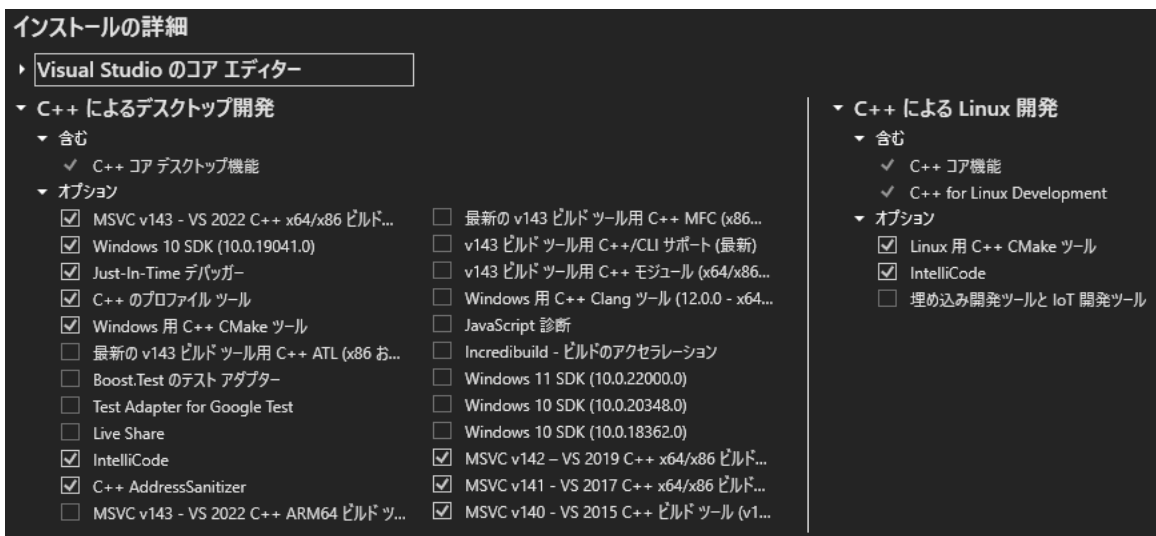 インストールの詳細
Visual Studio のコア エディター
C++ によるデスクトップ開発
含む
C++ コア デスクトップ機能
オプション
MSVC v143 - VS 2022 C++ x64/x86 ビルド...
Windows 10 SDK (10.0.19041.0)
Just-In-Time デバッガー
C++ のプロファイル ツール
Windows 用 C++ CMake ツール
最新の v143 ビルド ツール用 C++ ATL (x86 お...
Boost.Test のテスト アダプター
Test Adapter for Google Test
Live Share
IntelliCode
C++ AddressSanitizer
MSVC v143 - VS 2022 C++ ARM64 ビルド ツ...
最新の v143 ビルド ツール用 C++ MFC (x86...
v143 ビルド ツール用 C++/CLI サポート (最新)
v143 ビルド ツール用 C++ モジュール (x64/x86...
Windows 用 C++ Clang ツール (12.0.0 - x64...
JavaScript 診断
Incredibuild - ビルドのアクセラレーション
Windows 11 SDK (10.0.22000.0)
Windows 10 SDK (10.0.20348.0)
Windows 10 SDK (10.0.18362.0)
MSVC v142 – VS 2019 C++ x64/x86 ビルド...
MSVC v141 - VS 2017 C++ x64/x86 ビルド...
MSVC v140 - VS 2015 C++ ビルド ツール (v1...
C++ による Linux 開発
含む
C++ コア機能
C++ for Linux Development
オプション
Linux 用 C++ CMake ツール
IntelliCode
埋め込み開発ツールと IoT 開発ツール